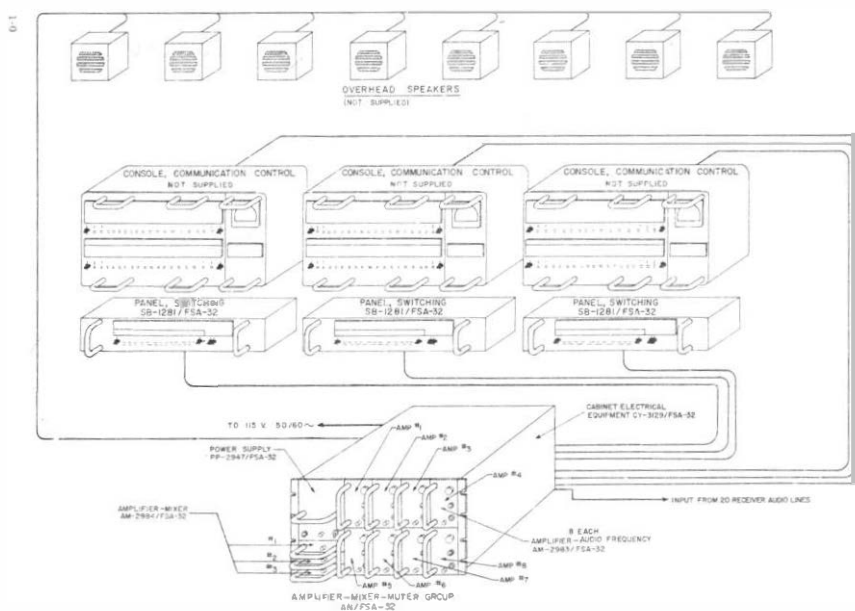 1-0
OVERHEAD SPEAKERS
(NOT SUPPLIED)
CONSOLE, COMMUNICATION CONTROL
NOT SUPPLIED
CONSOLE, COMMUNICATION CONTROL
NOT SUPPLIED
CONSOLE, COMMUNICATION CONTROL
NOT SUPPLIED
PANEL, SWITCHING
SB-1281/FSA-32
PANEL, SWITCHING
SB-1281/FSA-32
PANEL, SWITCHING
SB-1281/FSA-32
CABINET ELECTRICAL
EQUIPMENT CY-3129/FSA-32
TO 115 V. 50/60~
AMP #1
AMP #2
AMP #3
AMP #4
POWER SUPPLY
PP-2947/FSA-32
INPUT FROM 20 RECEIVER AUDIO LINES
AMPLIFIER-MIXER
AM-2984/FSA-32
#1
#2
#3
8 EACH
AMPLIFIER-AUDIO FREQUENCY
AM-2983/FSA-32
AMP #5
AMP #6
AMP #7
AMP #8
AMPLIFIER-MIXER-MUTER GROUP
AN/FSA-32